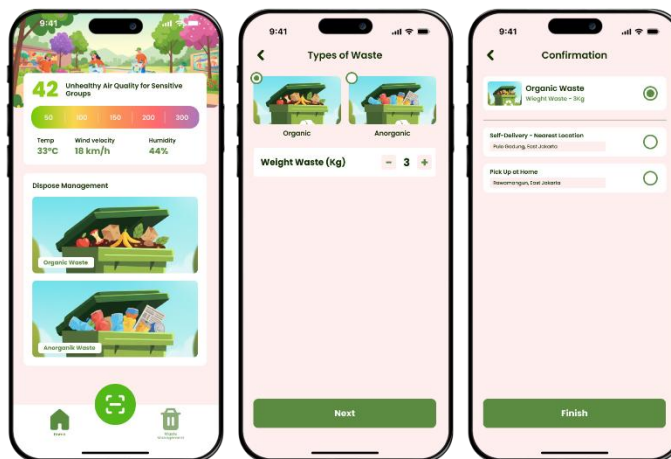 9:41
42 Unhealthy Air Quality for Sensitive
Groups
50 100 150 200 300
Temp Wind velocity Humidity
33°C 18 km/h 44%
Dispose Management
Organic Waste
Anorganik Waste
9:41
Types of Waste
Organic Anorganic
Weight Waste (Kg) - 3 +
Next
9:41
Confirmation
Organic Waste
Wieght Waste - 3Kg
Self-Delivery - Nearest Location
Pulo Gadung, East Jakarta
Pick Up at Home
Rawamangun, East Jakarta
Finish